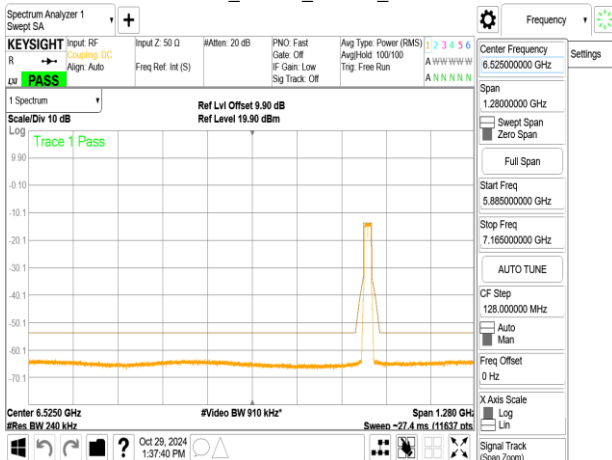 Spectrum Analyzer 1
Swept SA
+
Frequency
KEYSIGHT
R
LXI
PASS
Input: RF
Coupling: DC
Align: Auto
Input Z: 50 Ω
Freq Ref: Int (S)
#Atten: 20 dB
PNO: Fast
Gate: Off
IF Gain: Low
Sig Track: Off
Avg Type: Power (RMS)
Avg|Hold: 100/100
Trig: Free Run
1 2 3 4 5 6
A W W W W W
A N N N N N
1 Spectrum
Scale/Div 10 dB
Ref Lvl Offset 9.90 dB
Ref Level 19.90 dBm
Log
Trace 1 Pass
9.90
-0.10
-10.1
-20.1
-30.1
-40.1
-50.1
-60.1
-70.1
Center 6.5250 GHz
#Res BW 240 kHz
#Video BW 910 kHz*
Span 1.280 GHz
Sweep ~27.4 ms (11637 pts
Center Frequency
6.525000000 GHz
Settings
Span
1.28000000 GHz
Swept Span
Zero Span
Full Span
Start Freq
5.885000000 GHz
Stop Freq
7.165000000 GHz
AUTO TUNE
CF Step
128.000000 MHz
Auto
Man
Freq Offset
0 Hz
X Axis Scale
Log
Lin
Signal Track
(Span Zoom)
?
Oct 29, 2024
1:37:40 PM